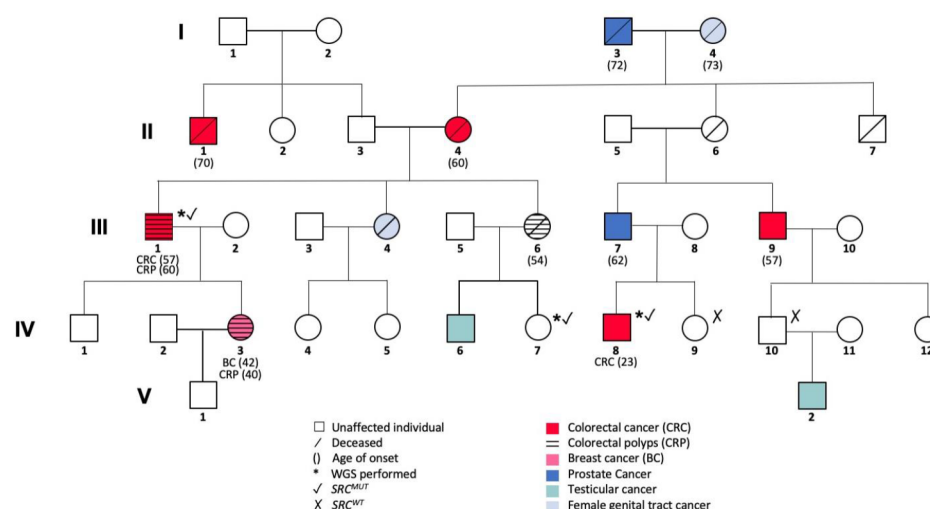 I
1
2
3
(72)
4
(73)
II
1
(70)
2
3
4
(60)
5
6
7
III
*✓
1
CRC (57)
CRP (60)
2
3
4
5
6
(54)
7
(62)
8
9
(57)
10
IV
1
2
3
BC (42)
CRP (40)
4
5
6
*✓
7
*✓
8
CRC (23)
X
9
X
10
11
12
V
1
2
Unaffected individual
/ Deceased
() Age of onset
* WGS performed
✓ SRC^MUT
X SRC^WT
Colorectal cancer (CRC)
Colorectal polyps (CRP)
Breast cancer (BC)
Prostate Cancer
Testicular cancer
Female genital tract cancer